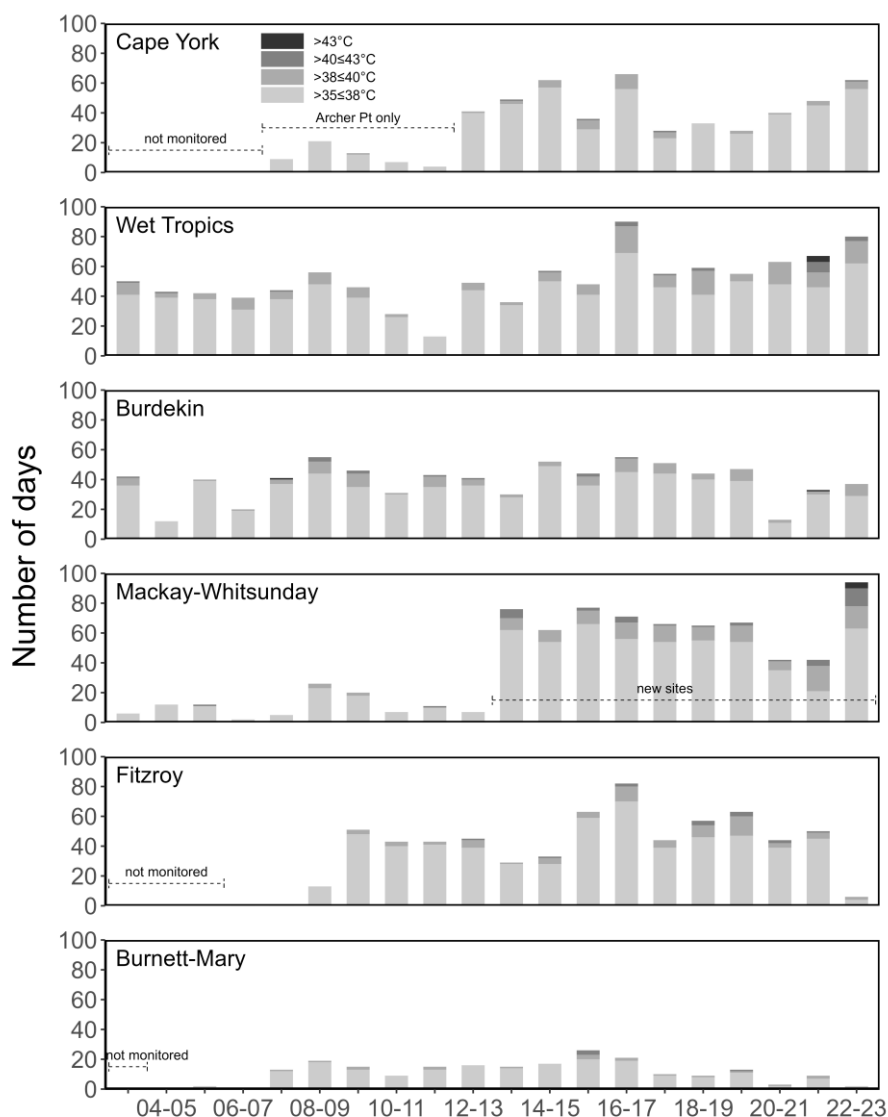 Number of days
100
80
60
40
20
0
Cape York
>43°C
>40≤43°C
>38≤40°C
>35≤38°C
Archer Pt only
not monitored
100
80
60
40
20
0
Wet Tropics
100
80
60
40
20
0
Burdekin
100
80
60
40
20
0
Mackay-Whitsunday
new sites
100
80
60
40
20
0
Fitzroy
not monitored
100
80
60
40
20
0
Burnett-Mary
not monitored
04-05 06-07 08-09 10-11 12-13 14-15 16-17 18-19 20-21 22-23